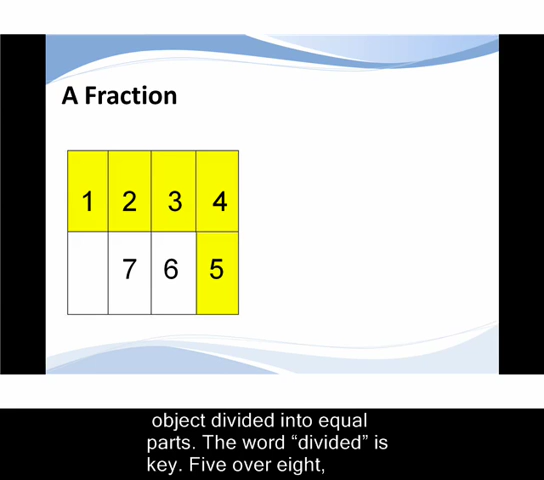 A Fraction
1 2 3 4
7 6 5
object divided into equal
parts. The word “divided” is
key. Five over eight,